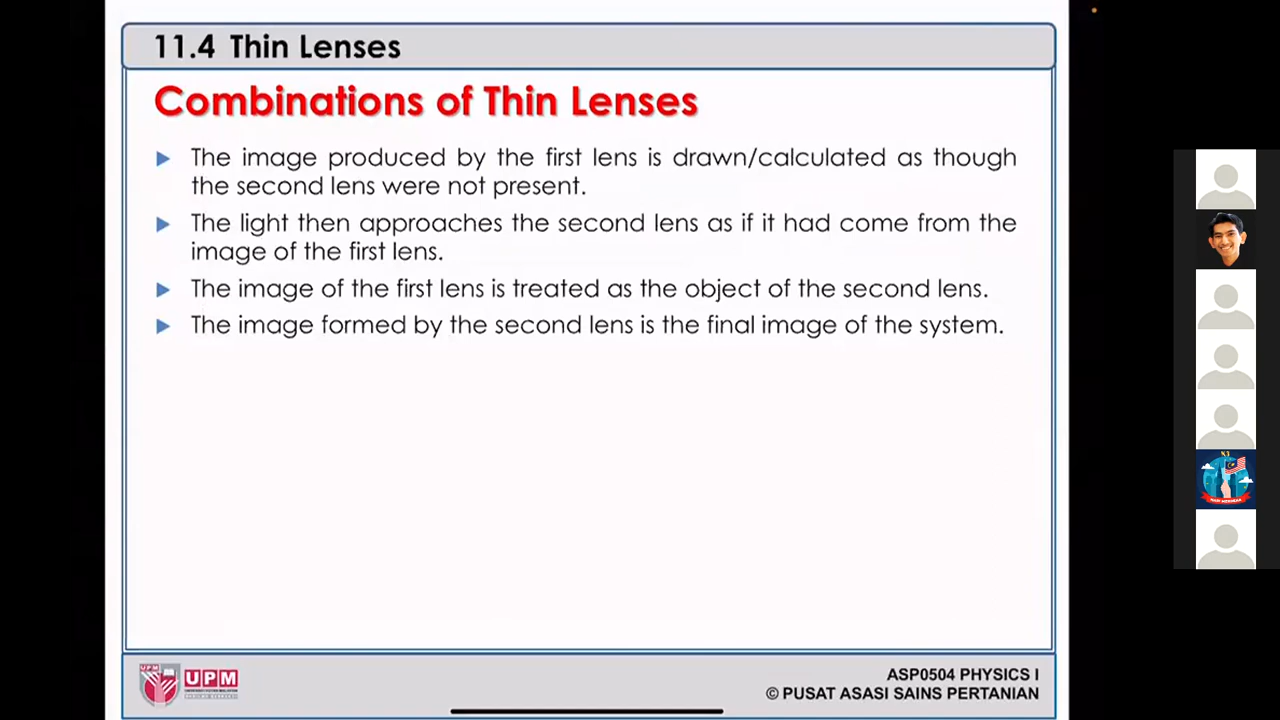 11.4 Thin Lenses
Combinations of Thin Lenses
The image produced by the first lens is drawn/calculated as though
the second lens were not present.
The light then approaches the second lens as if it had come from the
image of the first lens.
The image of the first lens is treated as the object of the second lens.
The image formed by the second lens is the final image of the system.
UPM
UPM
ASP0504 PHYSICS I
© PUSAT ASASI SAINS PERTANIAN